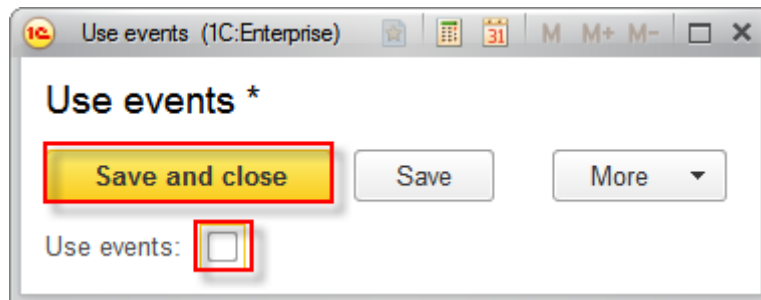 1C Use events (1C:Enterprise) 31 M M+ M-
Use events *
Save and close Save More
Use events: